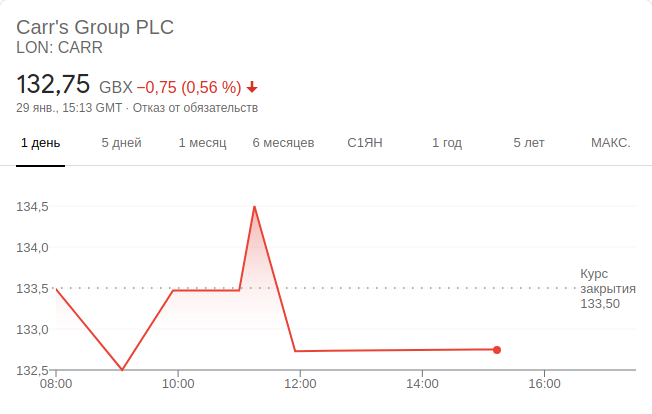 Carr's Group PLC
LON: CARR
132,75 GBX −0,75 (0,56 %)
29 янв., 15:13 GMT · Отказ от обязательств
1 день 5 дней 1 месяц 6 месяцев С1ЯН 1 год 5 лет МАКС.
134,5
134,0
133,5
133,0
132,5
Курс
закрытия
133,50
08:00 10:00 12:00 14:00 16:00